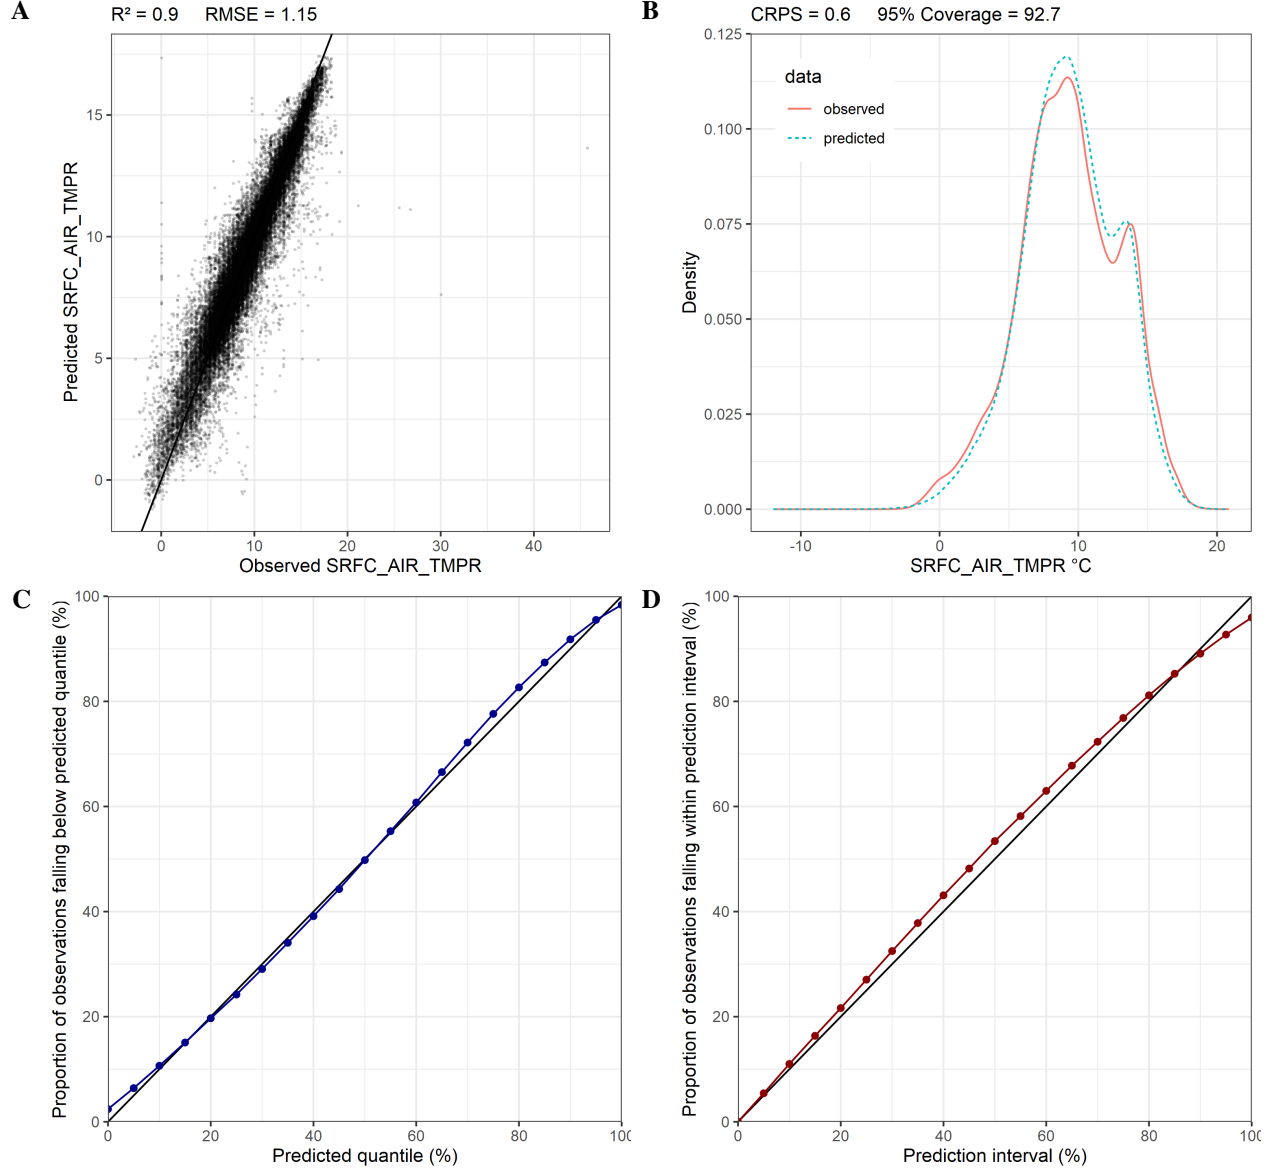 A
R² = 0.9 RMSE = 1.15
15
10
5
0
Predicted SRFC_AIR_TMPR
0 10 20 30 40
Observed SRFC_AIR_TMPR
B
CRPS = 0.6 95% Coverage = 92.7
0.125
0.100
0.075
0.050
0.025
0.000
Density
data
observed
predicted
-10 0 10 20
SRFC_AIR_TMPR °C
C
100
80
60
40
20
0
Proportion of observations falling below predicted quantile (%)
0 20 40 60 80 100
Predicted quantile (%)
D
100
80
60
40
20
0
Proportion of observations falling within prediction interval (%)
0 20 40 60 80 100
Prediction interval (%)